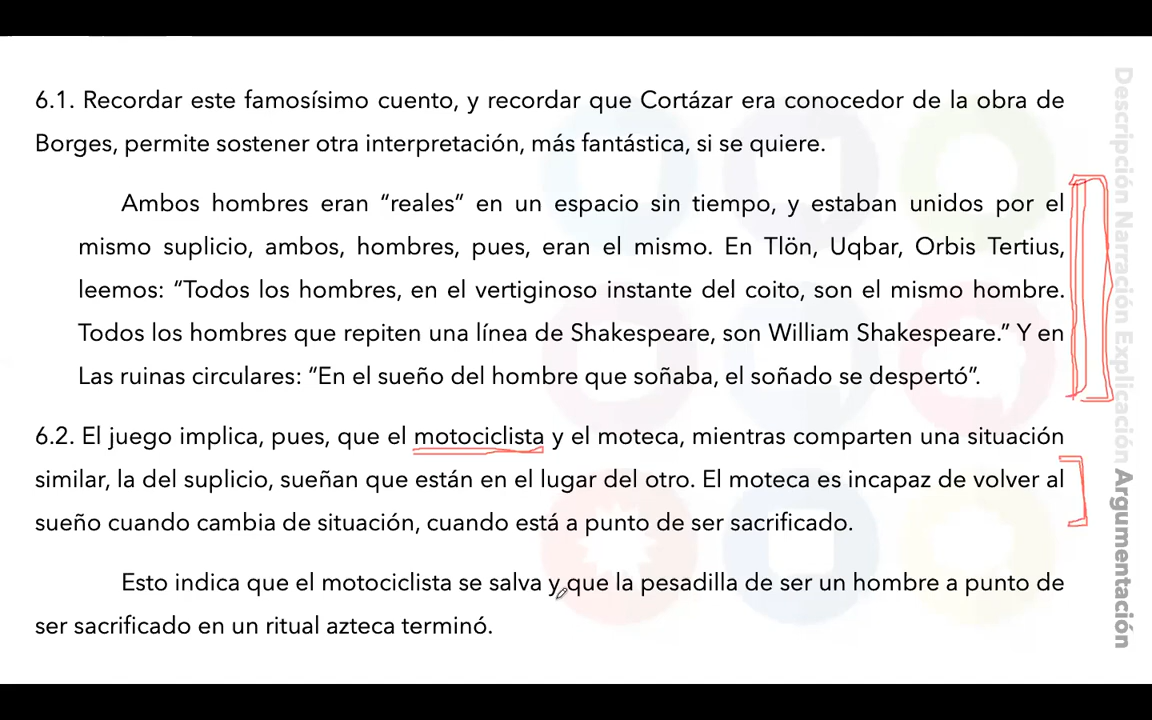 6.1. Recordar este famosísimo cuento, y recordar que Cortázar era conocedor de la obra de
Borges, permite sostener otra interpretación, más fantástica, si se quiere.
Ambos hombres eran “reales” en un espacio sin tiempo, y estaban unidos por el
mismo suplicio, ambos, hombres, pues, eran el mismo. En Tlön, Uqbar, Orbis Tertius,
leemos: “Todos los hombres, en el vertiginoso instante del coito, son el mismo hombre.
Todos los hombres que repiten una línea de Shakespeare, son William Shakespeare.” Y en
Las ruinas circulares: “En el sueño del hombre que soñaba, el soñado se despertó”.
6.2. El juego implica, pues, que el motociclista y el moteca, mientras comparten una situación
similar, la del suplicio, sueñan que están en el lugar del otro. El moteca es incapaz de volver al
sueño cuando cambia de situación, cuando está a punto de ser sacrificado.
Esto indica que el motociclista se salva y que la pesadilla de ser un hombre a punto de
ser sacrificado en un ritual azteca terminó.
Descripción Narración Explicación Argumentación